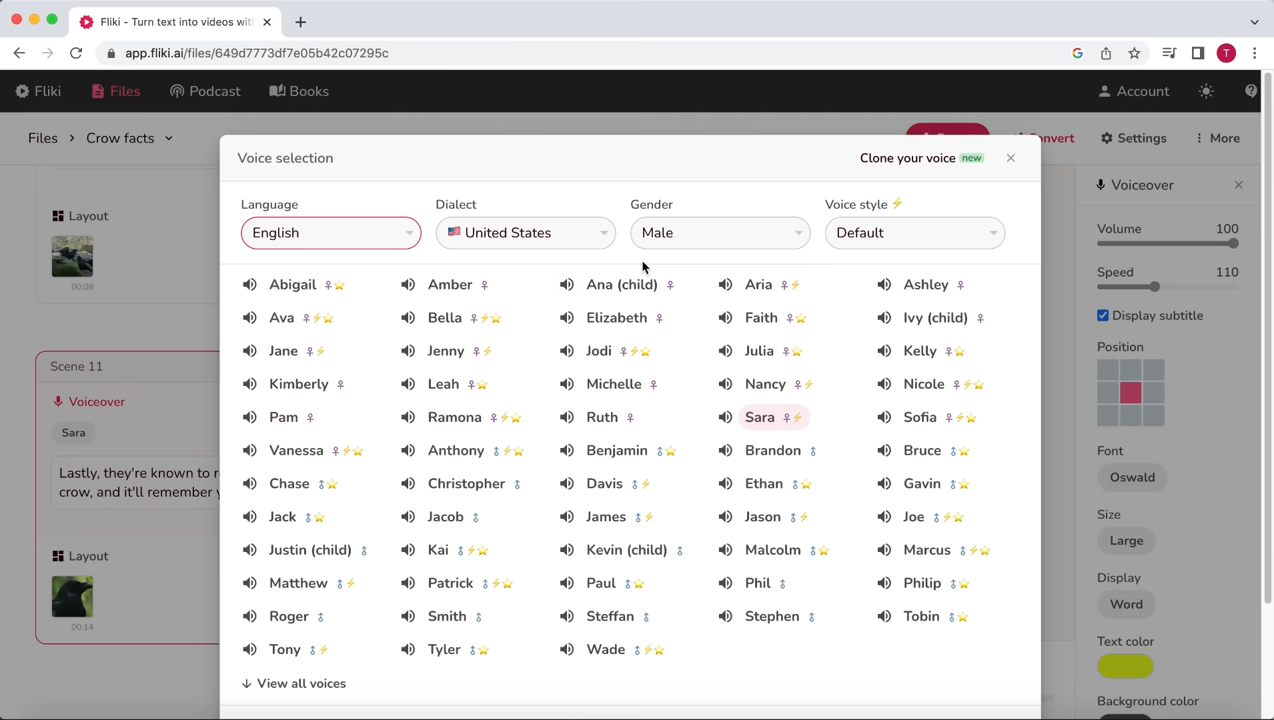 Fliki - Turn text into videos wit
app.fliki.ai/files/649d7773df7e05b42c07295c
T
Fliki
Files
Podcast
Books
Account
Files > Crow facts
Convert
Settings
More
Voice selection
Clone your voice new
Language
Dialect
Gender
Voice style
English
United States
Male
Default
Abigail
Amber
Ana (child)
Aria
Ashley
Ava
Bella
Elizabeth
Faith
Ivy (child)
Jane
Jenny
Jodi
Julia
Kelly
Kimberly
Leah
Michelle
Nancy
Nicole
Pam
Ramona
Ruth
Sara
Sofia
Vanessa
Anthony
Benjamin
Brandon
Bruce
Chase
Christopher
Davis
Ethan
Gavin
Jack
Jacob
James
Jason
Joe
Justin (child)
Kai
Kevin (child)
Malcolm
Marcus
Matthew
Patrick
Paul
Phil
Philip
Roger
Smith
Steffan
Stephen
Tobin
Tony
Tyler
Wade
View all voices
Layout
00:08
Scene 11
Voiceover
Sara
Lastly, they're known to r
crow, and it'll remember
Layout
00:14
Voiceover
Volume 100
Speed 110
Display subtitle
Position
Font
Oswald
Size
Large
Display
Word
Text color
Background color